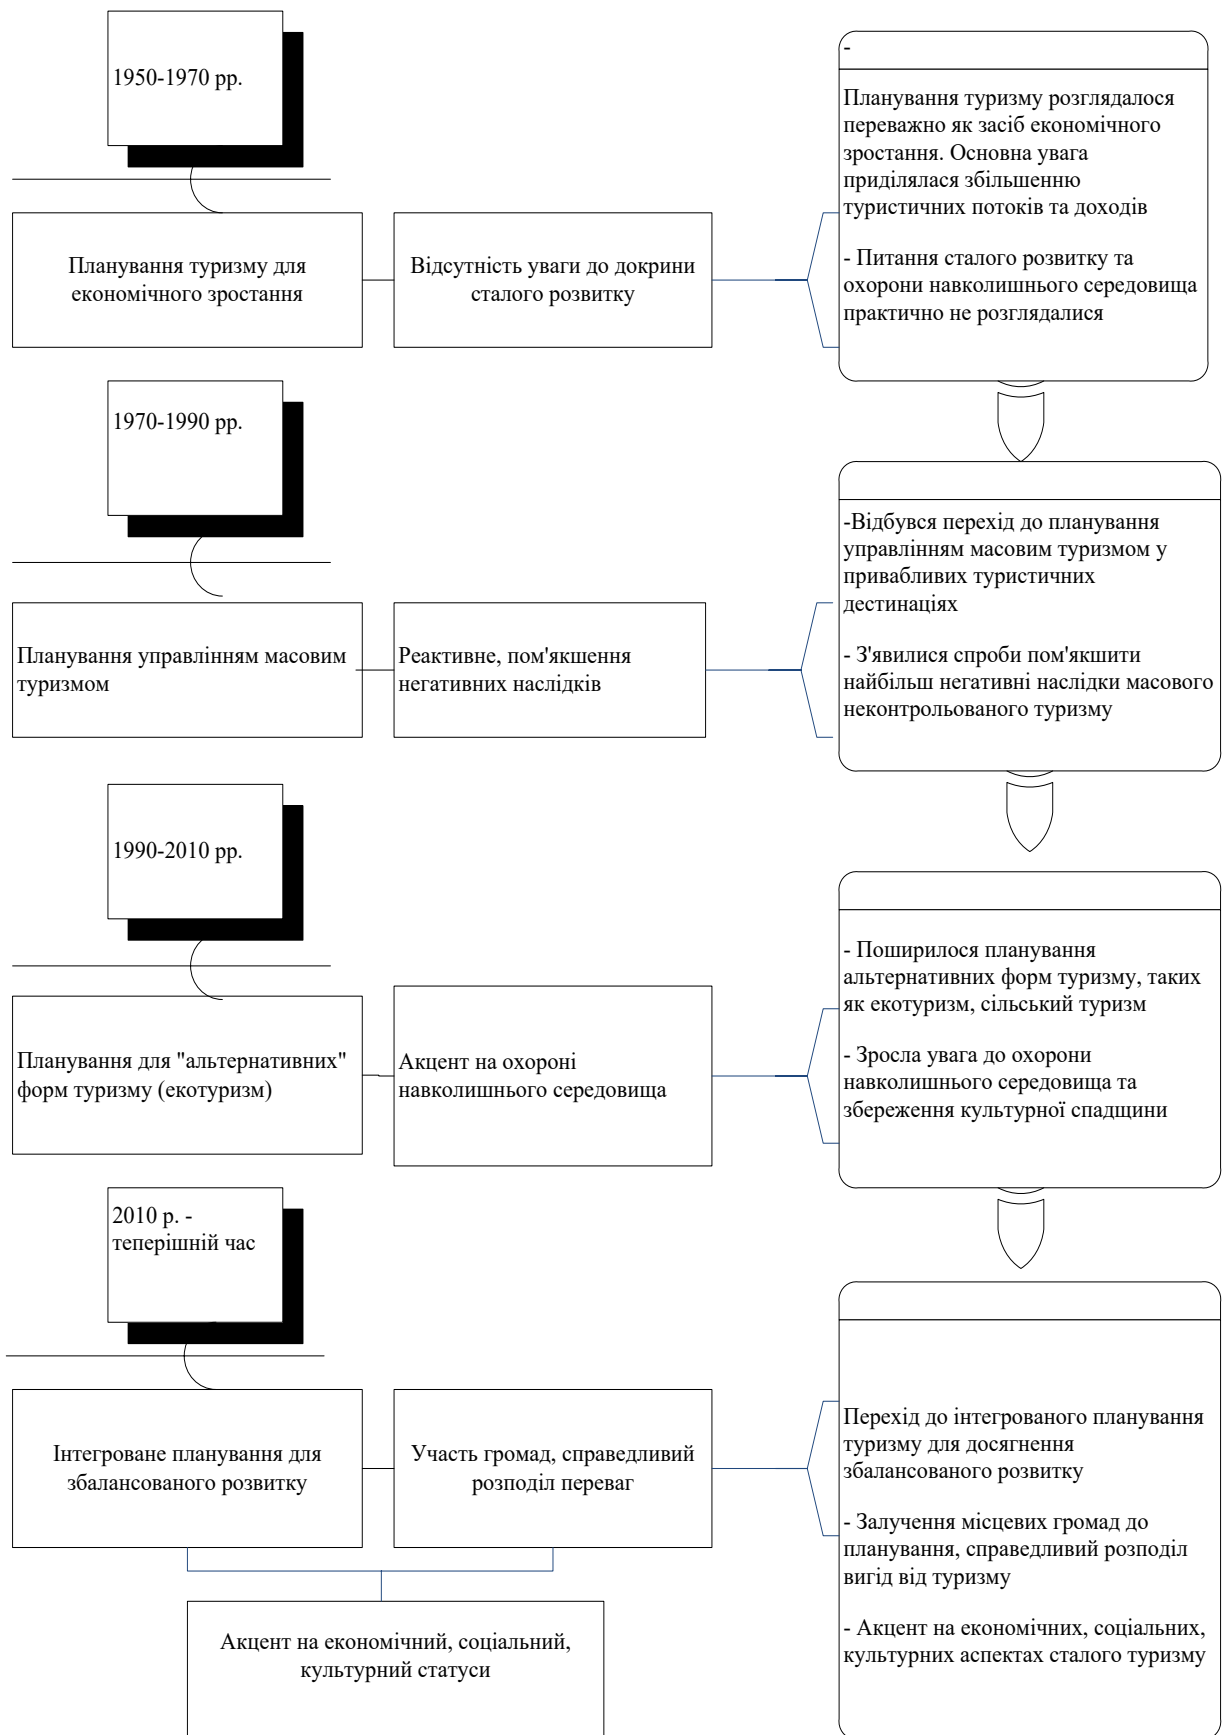 1950-1970 рр.
-
Планування туризму розглядалося
переважно як засіб економічного
зростання. Основна увага
приділялася збільшенню
туристичних потоків та доходів
- Питання сталого розвитку та
охорони навколишнього середовища
практично не розглядалися
Планування туризму для
економічного зростання
Відсутність уваги до докрини
сталого розвитку
1970-1990 рр.
-Відбувся перехід до планування
управлінням масовим туризмом у
привабливих туристичних
дестинаціях
- З'явилися спроби пом'якшити
найбільш негативні наслідки масового
неконтрольованого туризму
Планування управлінням масовим
туризмом
Реактивне, пом'якшення
негативних наслідків
1990-2010 рр.
- Поширилося планування
альтернативних форм туризму, таких
як екотуризм, сільський туризм
- Зросла увага до охорони
навколишнього середовища та
збереження культурної спадщини
Планування для "альтернативних"
форм туризму (екотуризм)
Акцент на охороні
навколишнього середовища
2010 р. -
теперішній час
Інтегроване планування для
збалансованого розвитку
Участь громад, справедливий
розподіл переваг
Перехід до інтегрованого планування
туризму для досягнення
збалансованого розвитку
- Залучення місцевих громад до
планування, справедливий розподіл
вигід від туризму
- Акцент на економічних, соціальних,
культурних аспектах сталого туризму
Акцент на економічний, соціальний,
культурний статуси